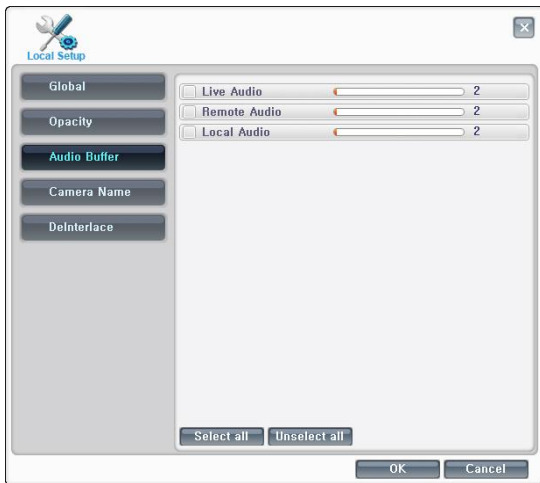 Local Setup
Global
Opacity
Audio Buffer
Camera Name
DeInterlace
Live Audio 2
Remote Audio 2
Local Audio 2
Select all Unselect all
OK Cancel